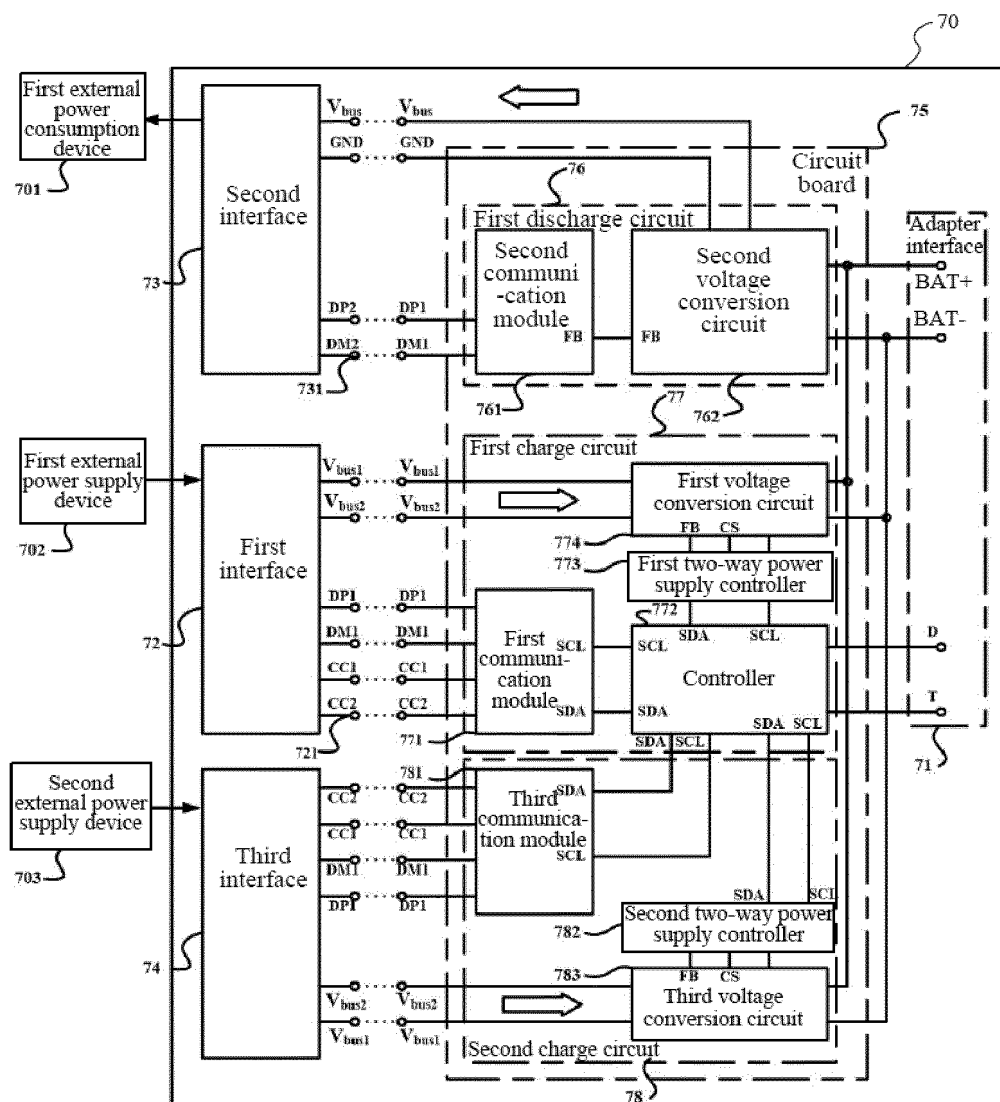 70
First external
power
consumption
device
701
Second
interface
73
Vbus
Vbus
GND
GND
DP2
DP1
DM2
DM1
731
75
Circuit
board
76
First discharge circuit
Second
communi
-cation
module
FB
761
Second
voltage
conversion
circuit
FB
762
Adapter
interface
BAT+
BAT-
First external
power supply
device
702
First
interface
72
Vbus1
Vbus1
Vbus2
Vbus2
DP1
DP1
DM1
DM1
CC1
CC1
CC2
CC2
721
77
First charge circuit
First voltage
conversion circuit
774
FB
CS
773
First two-way power
supply controller
772
SDA
SCL
First
communi-
cation
module
SCL
SDA
771
SCL
Controller
SDA
SDA
SCL
SDA
SCL
D
T
71
Second
external power
supply device
703
Third
interface
74
CC2
CC2
CC1
CC1
DM1
DM1
DP1
DP1
Vbus2
Vbus2
Vbus1
Vbus1
781
Third
communica
-tion module
SDA
SCL
SDA
SCL
782
Second two-way power
supply controller
783
FB
CS
Third voltage
conversion circuit
Second charge circuit
78